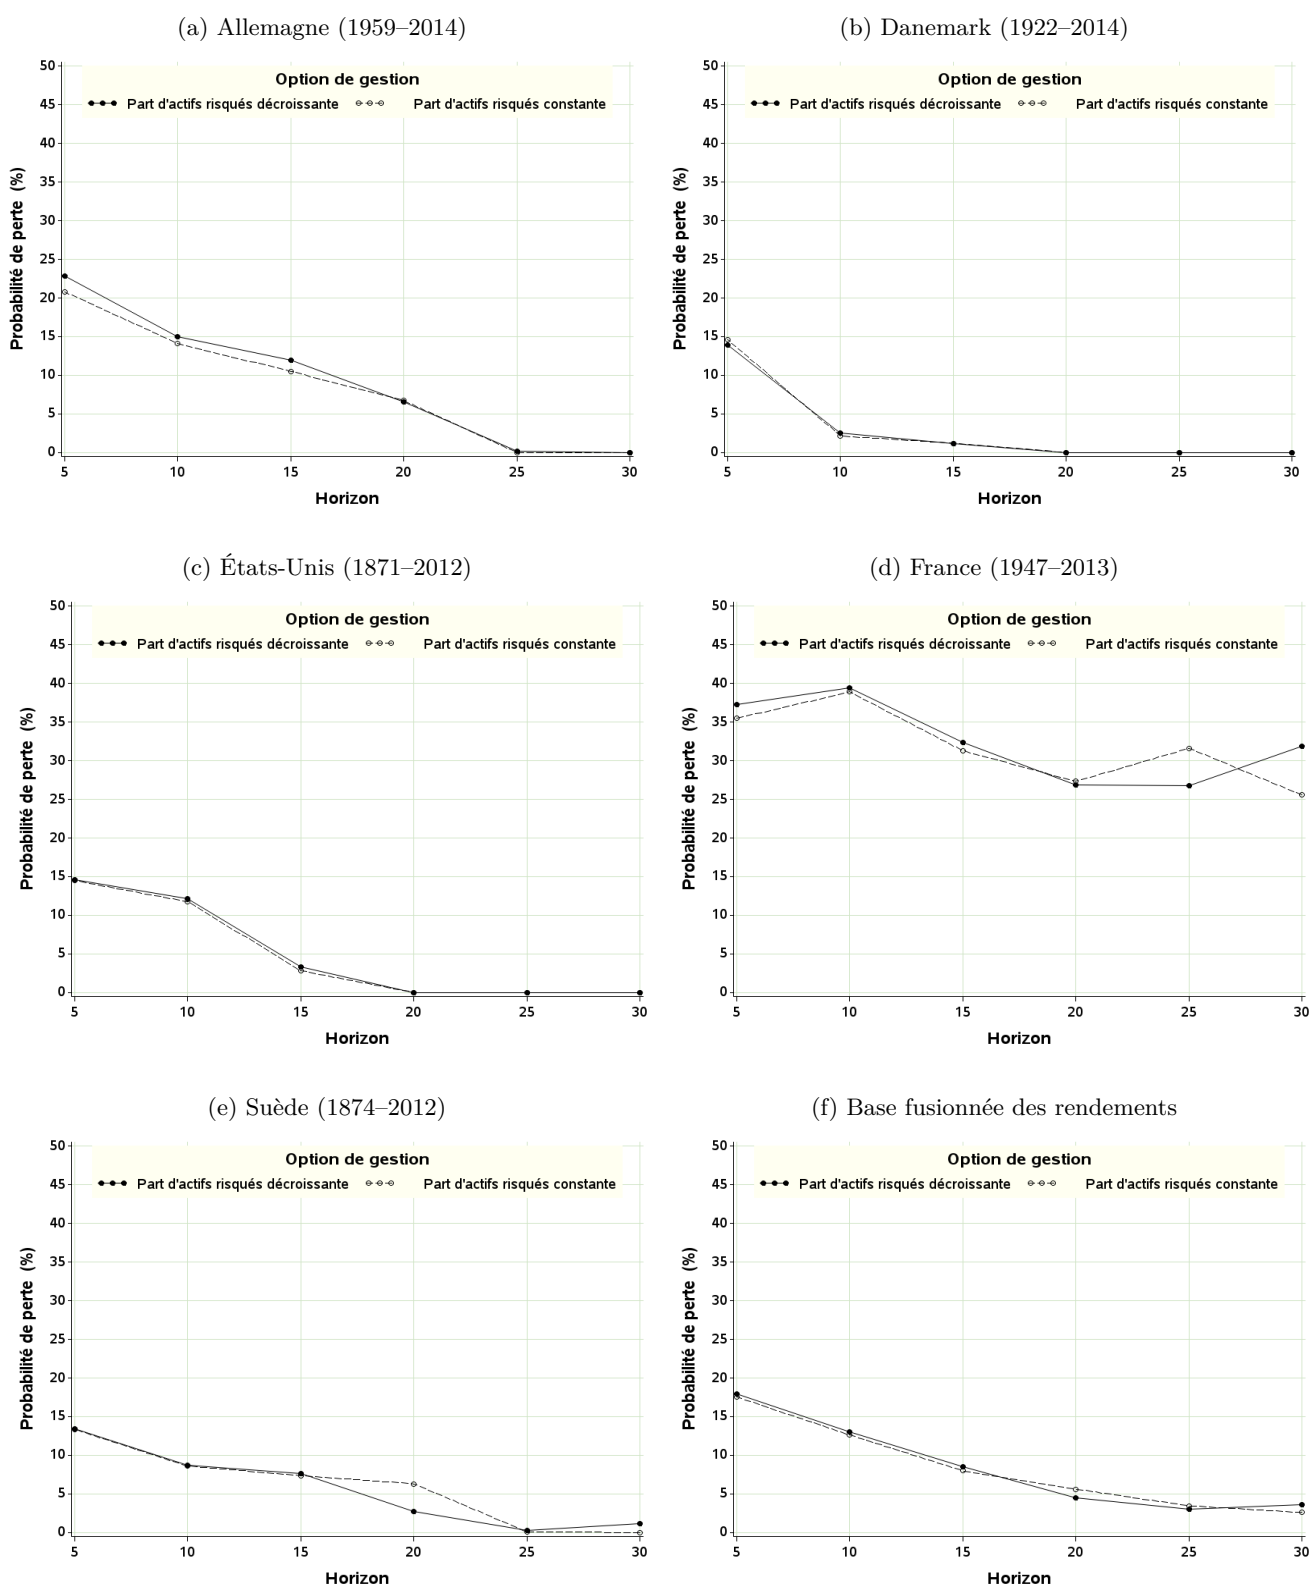 (a) Allemagne (1959–2014)
Option de gestion
Part d'actifs risqués décroissante Part d'actifs risqués constante
Probabilité de perte (%)
50
45
40
35
30
25
20
15
10
5
0
5 10 15 20 25 30
Horizon
(b) Danemark (1922–2014)
Option de gestion
Part d'actifs risqués décroissante Part d'actifs risqués constante
Probabilité de perte (%)
50
45
40
35
30
25
20
15
10
5
0
5 10 15 20 25 30
Horizon
(c) États-Unis (1871–2012)
Option de gestion
Part d'actifs risqués décroissante Part d'actifs risqués constante
Probabilité de perte (%)
50
45
40
35
30
25
20
15
10
5
0
5 10 15 20 25 30
Horizon
(d) France (1947–2013)
Option de gestion
Part d'actifs risqués décroissante Part d'actifs risqués constante
Probabilité de perte (%)
50
45
40
35
30
25
20
15
10
5
0
5 10 15 20 25 30
Horizon
(e) Suède (1874–2012)
Option de gestion
Part d'actifs risqués décroissante Part d'actifs risqués constante
Probabilité de perte (%)
50
45
40
35
30
25
20
15
10
5
0
5 10 15 20 25 30
Horizon
(f) Base fusionnée des rendements
Option de gestion
Part d'actifs risqués décroissante Part d'actifs risqués constante
Probabilité de perte (%)
50
45
40
35
30
25
20
15
10
5
0
5 10 15 20 25 30
Horizon